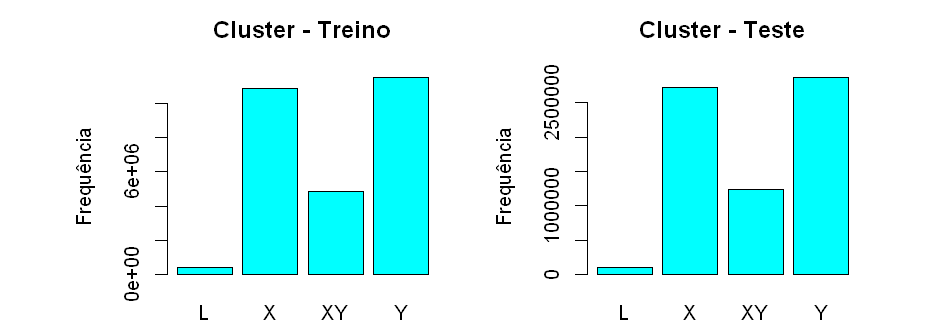 Cluster - Treino
Frequência
6e+06
0e+00
L X XY Y
Cluster - Teste
Frequência
2500000
1000000
0
L X XY Y